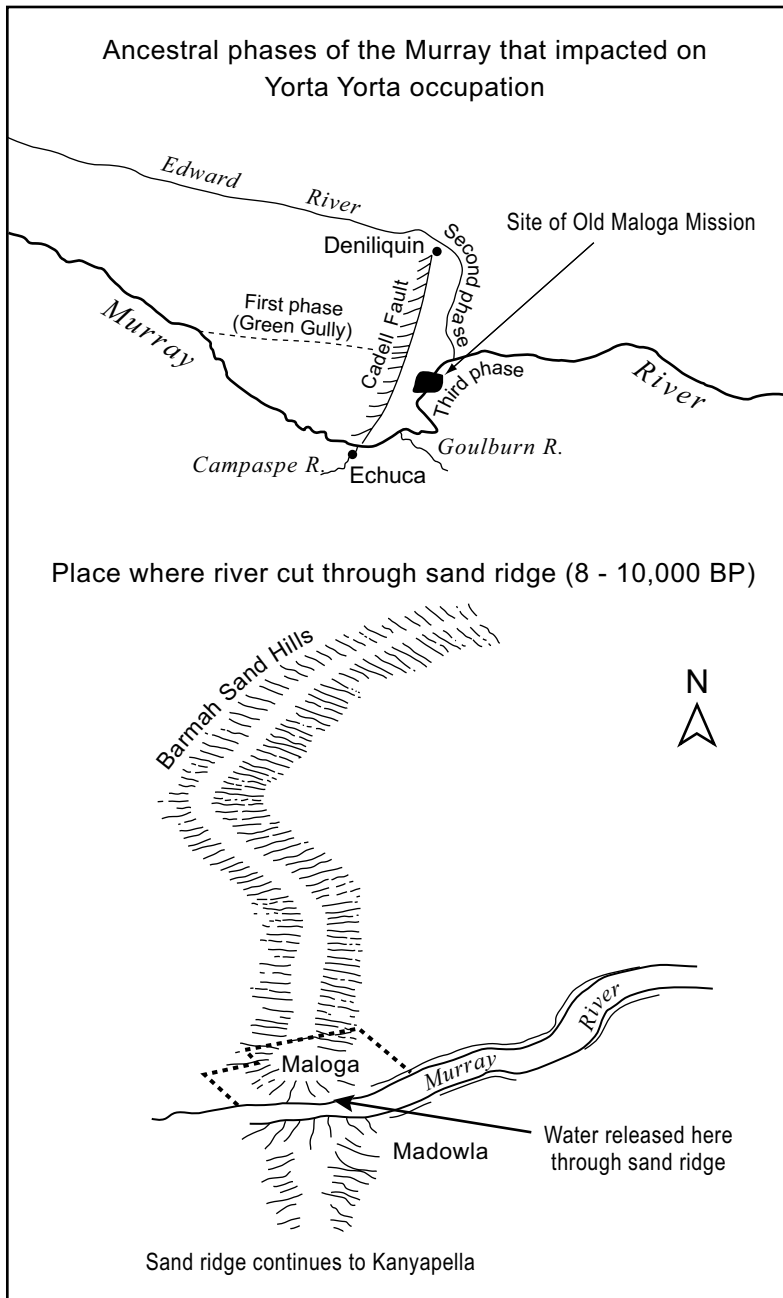 Ancestral phases of the Murray that impacted on
Yorta Yorta occupation
Edward River
Site of Old Maloga Mission
Deniliquin
Second phase
First phase
(Green Gully)
Cadell Fault
Murray
River
Third phase
Goulburn R.
Campaspe R.
Echuca
Place where river cut through sand ridge (8 - 10,000 BP)
Barmah Sand Hills
N
Maloga
Murray River
Madowla
Water released here
through sand ridge
Sand ridge continues to Kanyapella